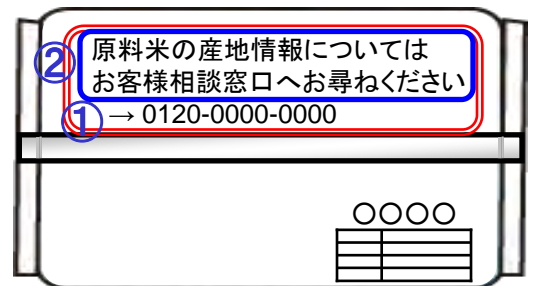 ② 原料米の産地情報については
お客様相談窓口へお尋ねください
① → 0120-0000-0000
○○○○